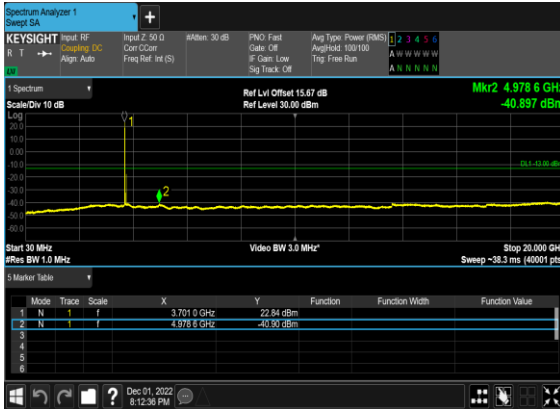 Spectrum Analyzer 1
Swept SA
KEYSIGHT Input: RF Input Z: 50 Ω #Atten: 30 dB PNO: Fast Avg Type: Power (RMS) 1 2 3 4 5 6
R T Coupling: DC Corr CCorr Gate: Off Avg|Hold: 100/100 A W W W W W
Align: Auto Freq Ref: Int (S) IF Gain: Low Trig: Free Run
Sig Track: Off A N N N N N
1 Spectrum Ref Lvl Offset 15.67 dB Mkr2 4.978 6 GHz
Scale/Div 10 dB Ref Level 30.00 dBm -40.897 dBm
Log
20.0
10.0
0.00
-10.0
-20.0
-30.0
-40.0
-50.0
-60.0
1
2
DL1 -13.00 dBm
Start 30 MHz Video BW 3.0 MHz* Stop 20.000 GHz
#Res BW 1.0 MHz Sweep ~38.3 ms (40001 pts)
5 Marker Table
Mode Trace Scale X Y Function Function Width Function Value
1 N 1 f 3.701 0 GHz 22.84 dBm
2 N 1 f 4.978 6 GHz -40.90 dBm
3
4
5
6
? Dec 01, 2022
8:12:36 PM